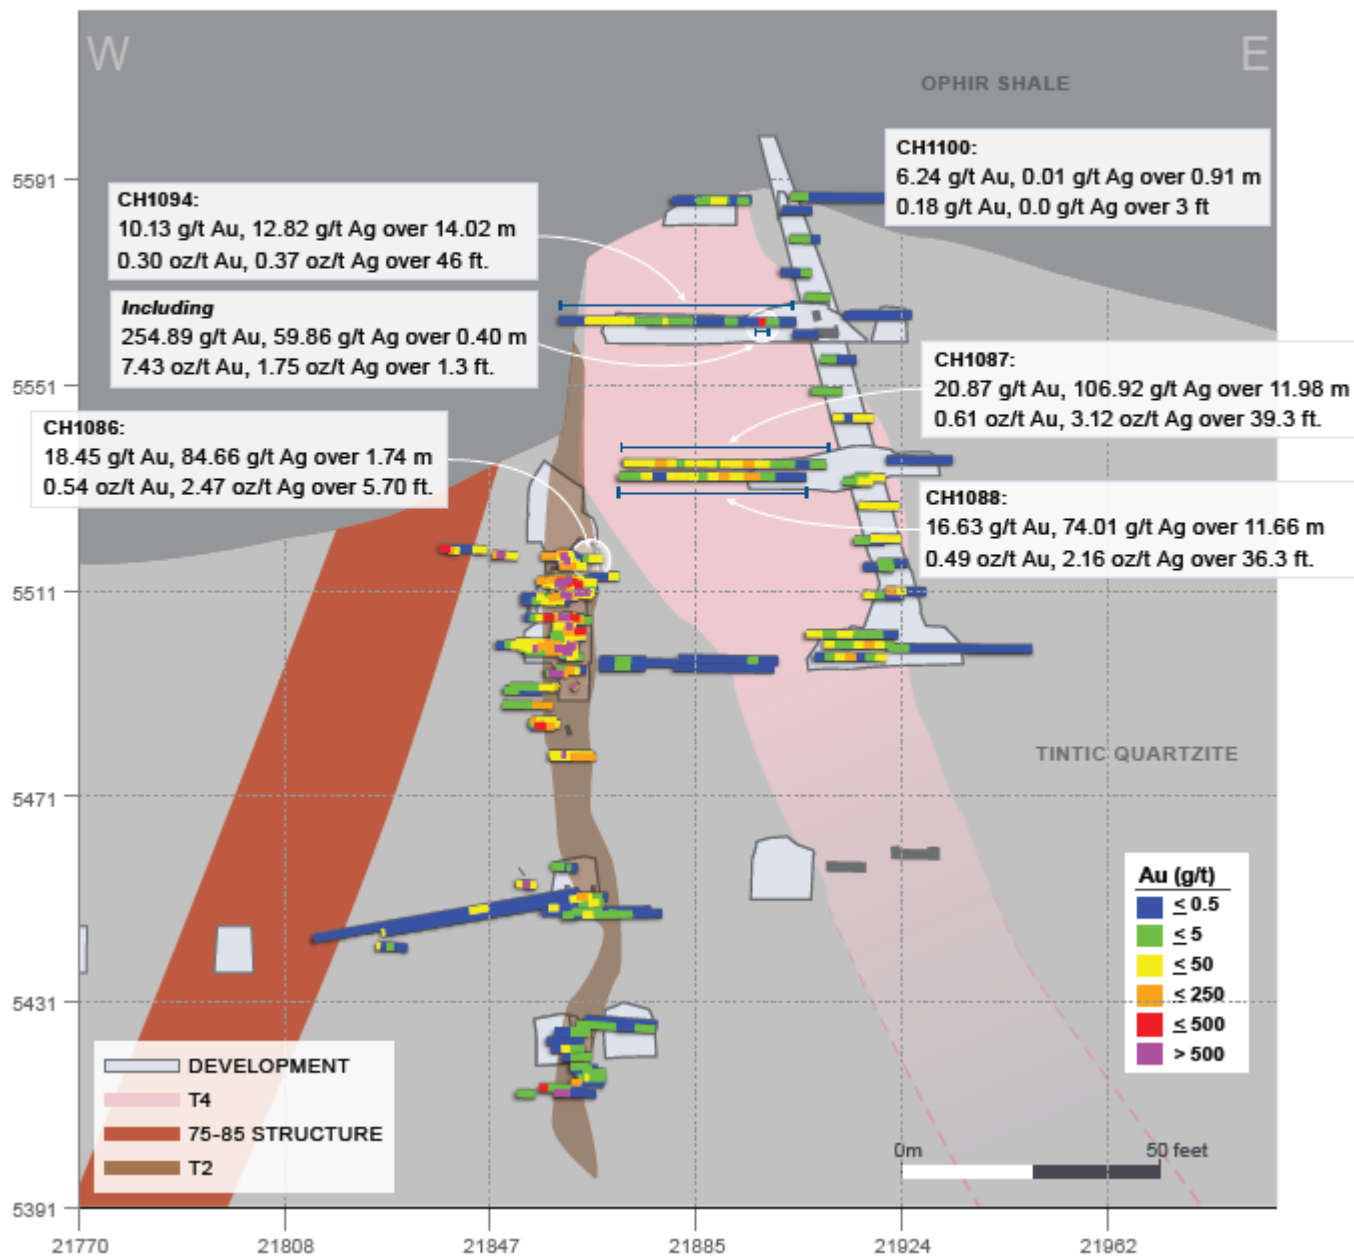 W
E
OPHIR SHALE
CH1100:
6.24 g/t Au, 0.01 g/t Ag over 0.91 m
0.18 g/t Au, 0.0 g/t Ag over 3 ft
5591
CH1094:
10.13 g/t Au, 12.82 g/t Ag over 14.02 m
0.30 oz/t Au, 0.37 oz/t Ag over 46 ft.
Including
254.89 g/t Au, 59.86 g/t Ag over 0.40 m
7.43 oz/t Au, 1.75 oz/t Ag over 1.3 ft.
CH1087:
20.87 g/t Au, 106.92 g/t Ag over 11.98 m
0.61 oz/t Au, 3.12 oz/t Ag over 39.3 ft.
5551
CH1086:
18.45 g/t Au, 84.66 g/t Ag over 1.74 m
0.54 oz/t Au, 2.47 oz/t Ag over 5.70 ft.
CH1088:
16.63 g/t Au, 74.01 g/t Ag over 11.66 m
0.49 oz/t Au, 2.16 oz/t Ag over 36.3 ft.
5511
TINTIC QUARTZITE
5471
Au (g/t)
≤ 0.5
≤ 5
≤ 50
≤ 250
≤ 500
> 500
5431
DEVELOPMENT
T4
75-85 STRUCTURE
T2
0m
50 feet
5391
21770
21808
21847
21885
21924
21962